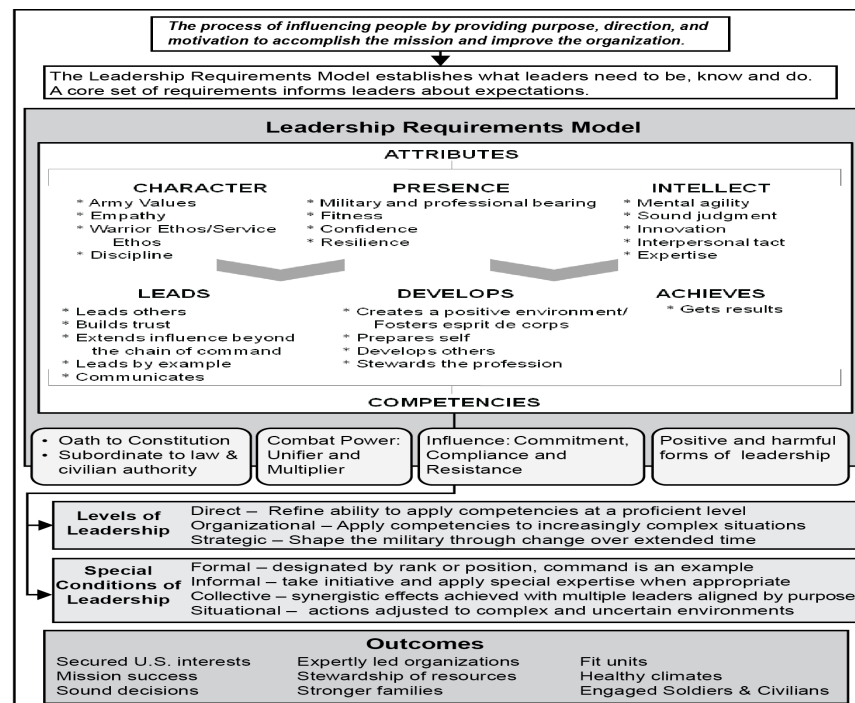 The process of influencing people by providing purpose, direction, and
motivation to accomplish the mission and improve the organization.
The Leadership Requirements Model establishes what leaders need to be, know and do.
A core set of requirements informs leaders about expectations.
Leadership Requirements Model
ATTRIBUTES
CHARACTER
* Army Values
* Empathy
* Warrior Ethos/Service
Ethos
* Discipline
PRESENCE
* Military and professional bearing
* Fitness
* Confidence
* Resilience
INTELLECT
* Mental agility
* Sound judgment
* Innovation
* Interpersonal tact
* Expertise
LEADS
* Leads others
* Builds trust
* Extends influence beyond
the chain of command
* Leads by example
* Communicates
DEVELOPS
* Creates a positive environment/
Fosters esprit de corps
* Prepares self
* Develops others
* Stewards the profession
ACHIEVES
* Gets results
COMPETENCIES
• Oath to Constitution
• Subordinate to law &
civilian authority
Combat Power:
Unifier and
Multiplier
Influence: Commitment,
Compliance and
Resistance
Positive and harmful
forms of leadership
Levels of
Leadership
Direct – Refine ability to apply competencies at a proficient level
Organizational – Apply competencies to increasingly complex situations
Strategic – Shape the military through change over extended time
Special
Conditions of
Leadership
Formal – designated by rank or position, command is an example
Informal – take initiative and apply special expertise when appropriate
Collective – synergistic effects achieved with multiple leaders aligned by purpose
Situational – actions adjusted to complex and uncertain environments
Outcomes
Secured U.S. interests
Mission success
Sound decisions
Expertly led organizations
Stewardship of resources
Stronger families
Fit units
Healthy climates
Engaged Soldiers & Civilians